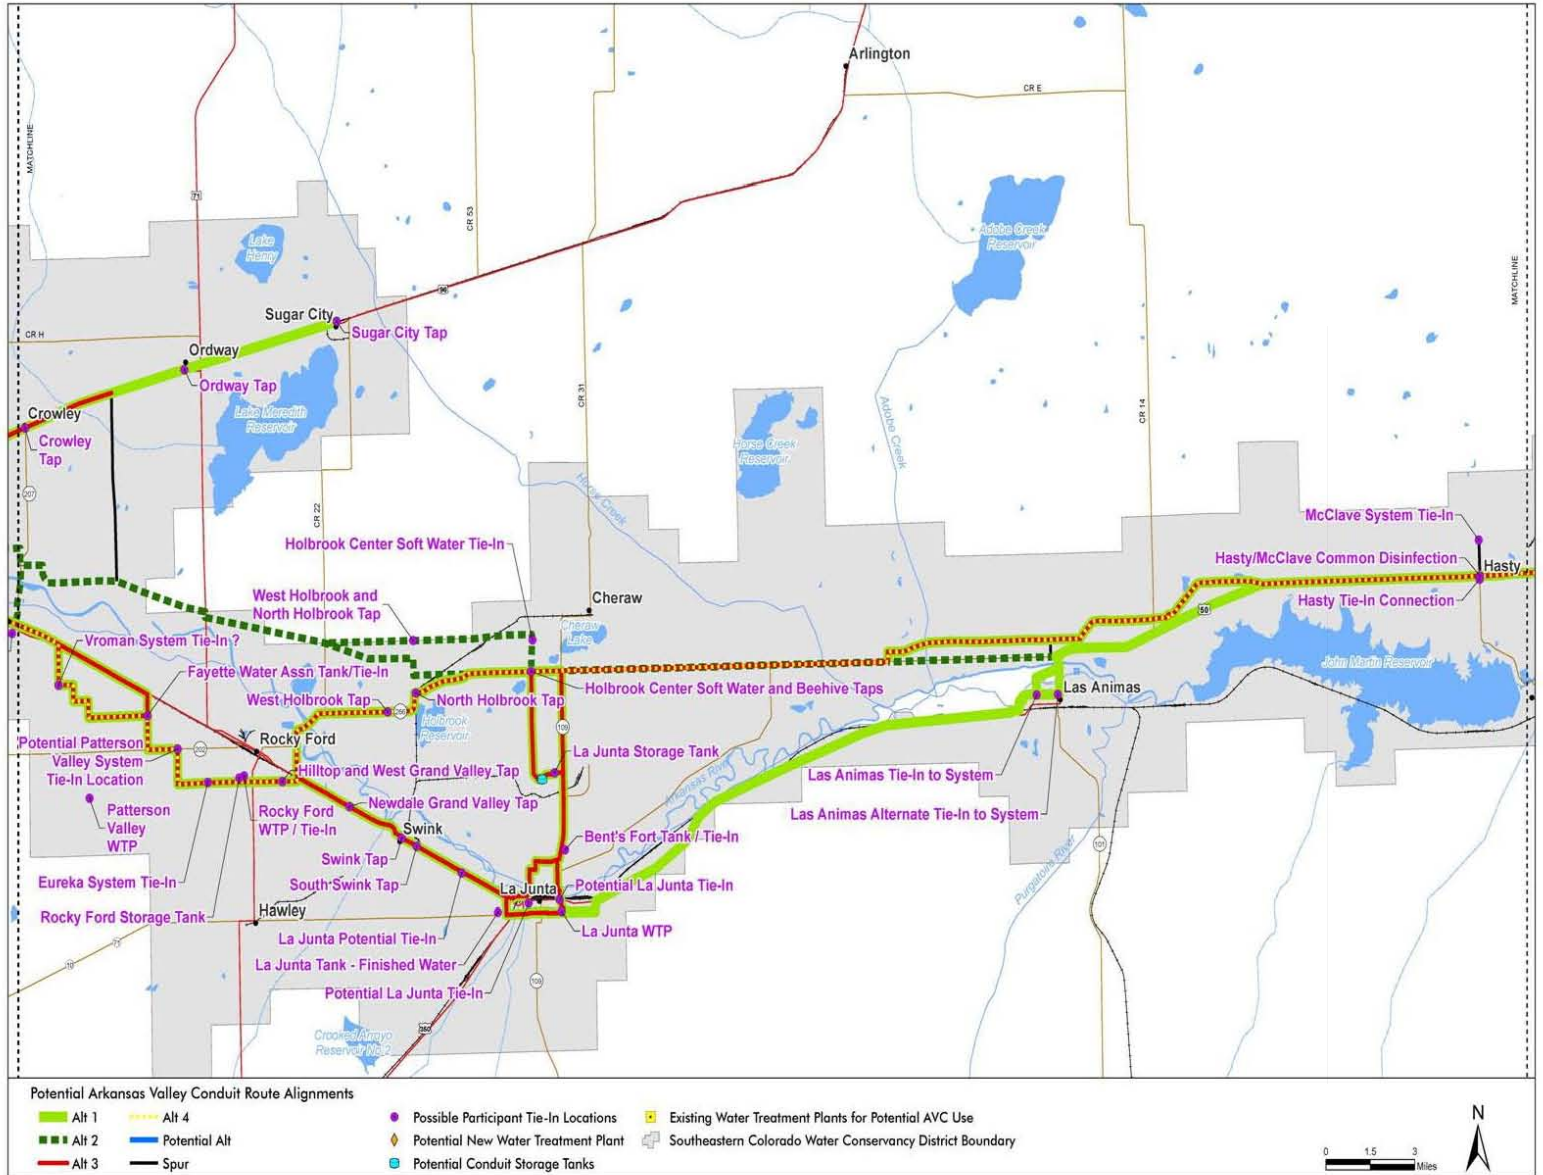 Arlington
CR E
MATCHLINE
71
CR 53
Lake
Henry
Adobe Creek
Reservoir
MATCHLINE
96
Sugar City
Sugar City Tap
CR H
Ordway
Ordway Tap
CR 31
CR 14
Lake Meredith
Reservoir
Adobe Creek
Crowley
Crowley
Tap
Horse Creek
Reservoir
207
CR 22
Horse Creek
McClave System Tie-In
Holbrook Center Soft Water Tie-In
Hasty/McClave Common Disinfection
Hasty
West Holbrook and
North Holbrook Tap
Cheraw
Hasty Tie-In Connection
50
Cheraw
Lake
Vroman System Tie-In ?
John Martin Reservoir
Fayette Water Assn Tank/Tie-In
West Holbrook Tap
266
North Holbrook Tap
Holbrook Center Soft Water and Beehive Taps
Las Animas
Holbrook
Reservoir
109
Potential Patterson
Valley System
Tie-In Location
202
Rocky Ford
La Junta Storage Tank
Hilltop and West Grand Valley Tap
Las Animas Tie-In to System
Arkansas River
Patterson
Valley
WTP
Rocky Ford
WTP / Tie-In
Newdale Grand Valley Tap
Las Animas Alternate Tie-In to System
Swink
Bent's Fort Tank / Tie-In
101
Swink Tap
Eureka System Tie-In
South Swink Tap
La Junta
Potential La Junta Tie-In
Purgatoire River
Rocky Ford Storage Tank
Hawley
La Junta WTP
La Junta Potential Tie-In
71
10
La Junta Tank - Finished Water
109
Potential La Junta Tie-In
350
Crooked Arroyo
Reservoir No 2
Potential Arkansas Valley Conduit Route Alignments
Alt 1
Alt 2
Alt 3
Alt 4
Potential Alt
Spur
Possible Participant Tie-In Locations
Potential New Water Treatment Plant
Potential Conduit Storage Tanks
Existing Water Treatment Plants for Potential AVC Use
Southeastern Colorado Water Conservancy District Boundary
0 1.5 3
Miles
N